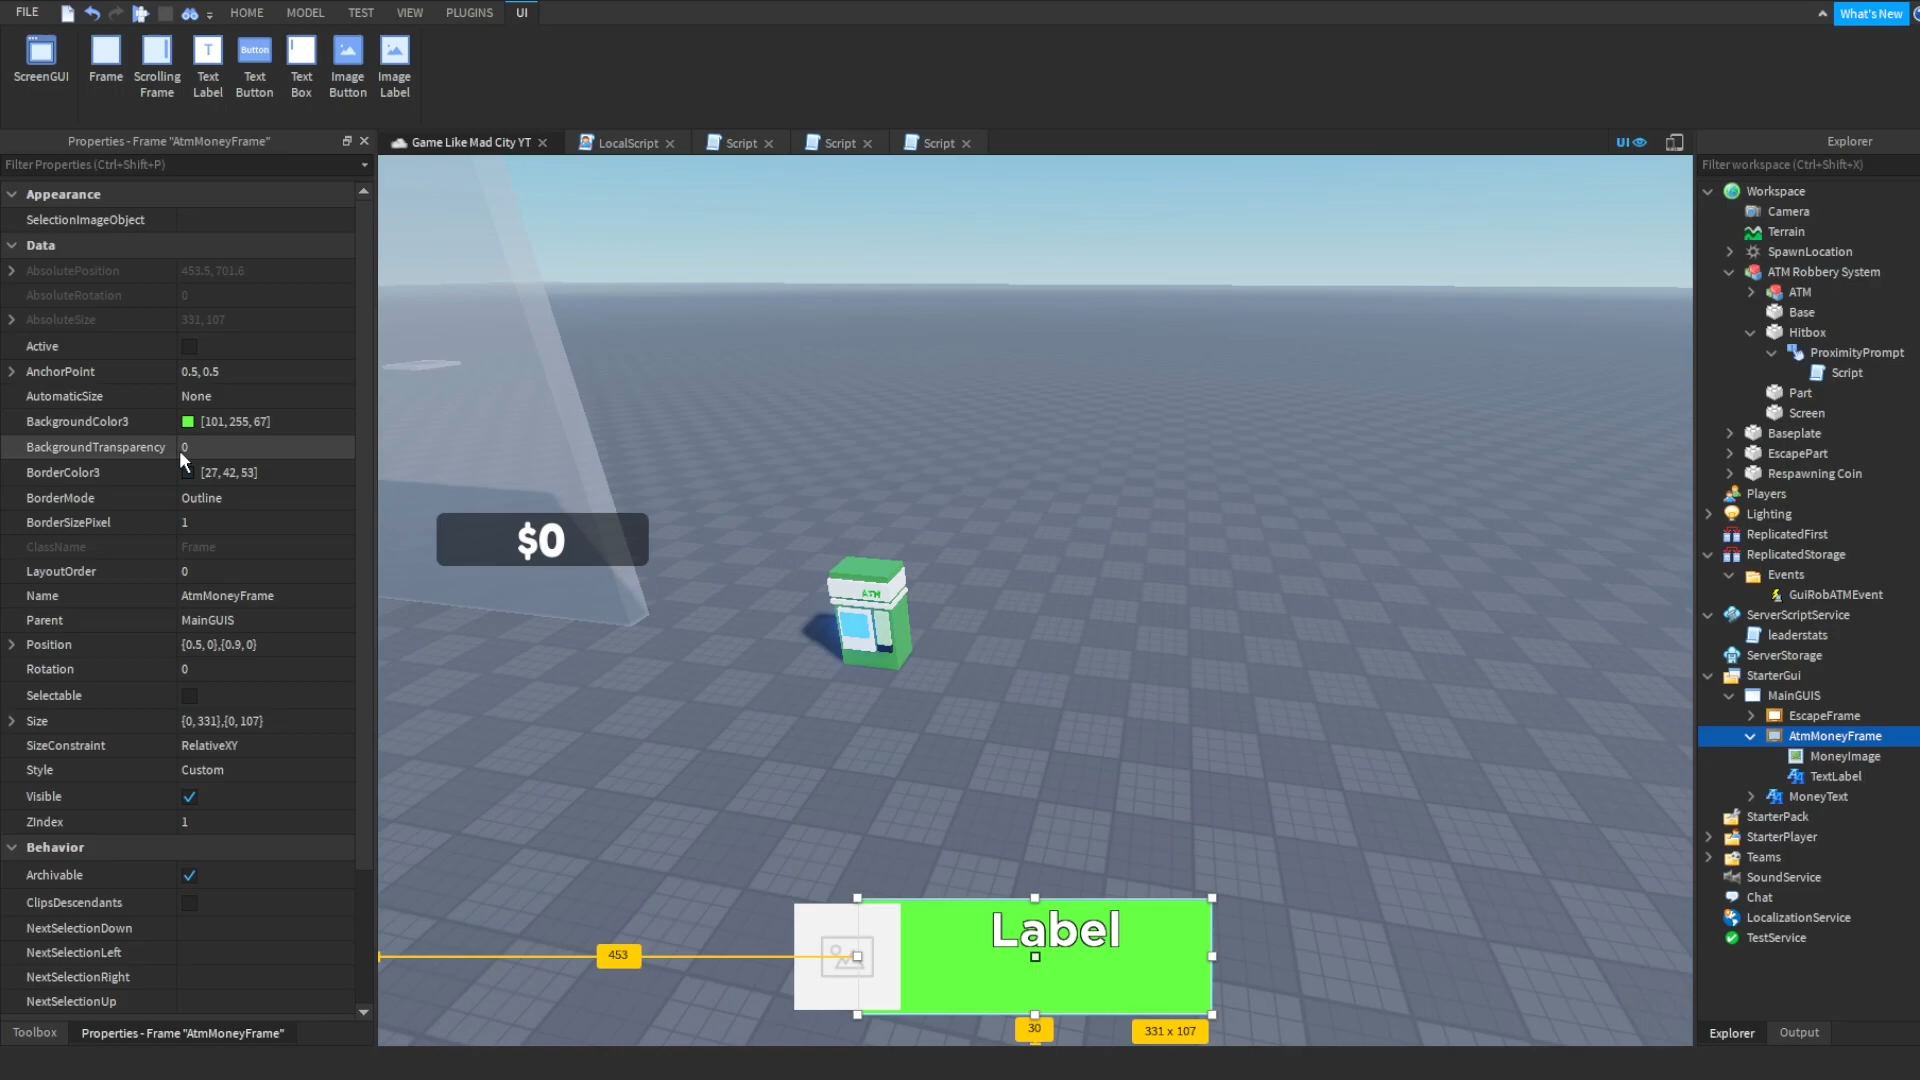 FILE HOME MODEL TEST VIEW PLUGINS UI What's New
ScreenGUI Frame Scrolling Frame Text Label Button Text Button Text Box Image Button Image Label
Properties - Frame "AtmMoneyFrame"
Filter Properties (Ctrl+Shift+P)
Appearance
SelectionImageObject
Data
AbsolutePosition 453.5, 701.6
AbsoluteRotation 0
AbsoluteSize 331, 107
Active
AnchorPoint 0.5, 0.5
AutomaticSize None
BackgroundColor3 [101, 255, 67]
BackgroundTransparency 0
BorderColor3 [27, 42, 53]
BorderMode Outline
BorderSizePixel 1
ClassName Frame
LayoutOrder 0
Name AtmMoneyFrame
Parent MainGUIS
Position {0.5, 0},{0.9, 0}
Rotation 0
Selectable
Size {0, 331},{0, 107}
SizeConstraint RelativeXY
Style Custom
Visible
ZIndex 1
Behavior
Archivable
ClipsDescendants
NextSelectionDown
NextSelectionLeft
NextSelectionRight
NextSelectionUp
Toolbox Properties - Frame "AtmMoneyFrame"
Game Like Mad City YT LocalScript Script Script Script UI
$0
ATM
Label
453
30
331 x 107
Explorer
Filter workspace (Ctrl+Shift+X)
Workspace
Camera
Terrain
SpawnLocation
ATM Robbery System
ATM
Base
Hitbox
ProximityPrompt
Script
Part
Screen
Baseplate
EscapePart
Respawning Coin
Players
Lighting
ReplicatedFirst
ReplicatedStorage
Events
GuiRobATMEvent
ServerScriptService
leaderstats
ServerStorage
StarterGui
MainGUIS
EscapeFrame
AtmMoneyFrame
MoneyImage
TextLabel
MoneyText
StarterPack
StarterPlayer
Teams
SoundService
Chat
LocalizationService
TestService
Explorer Output